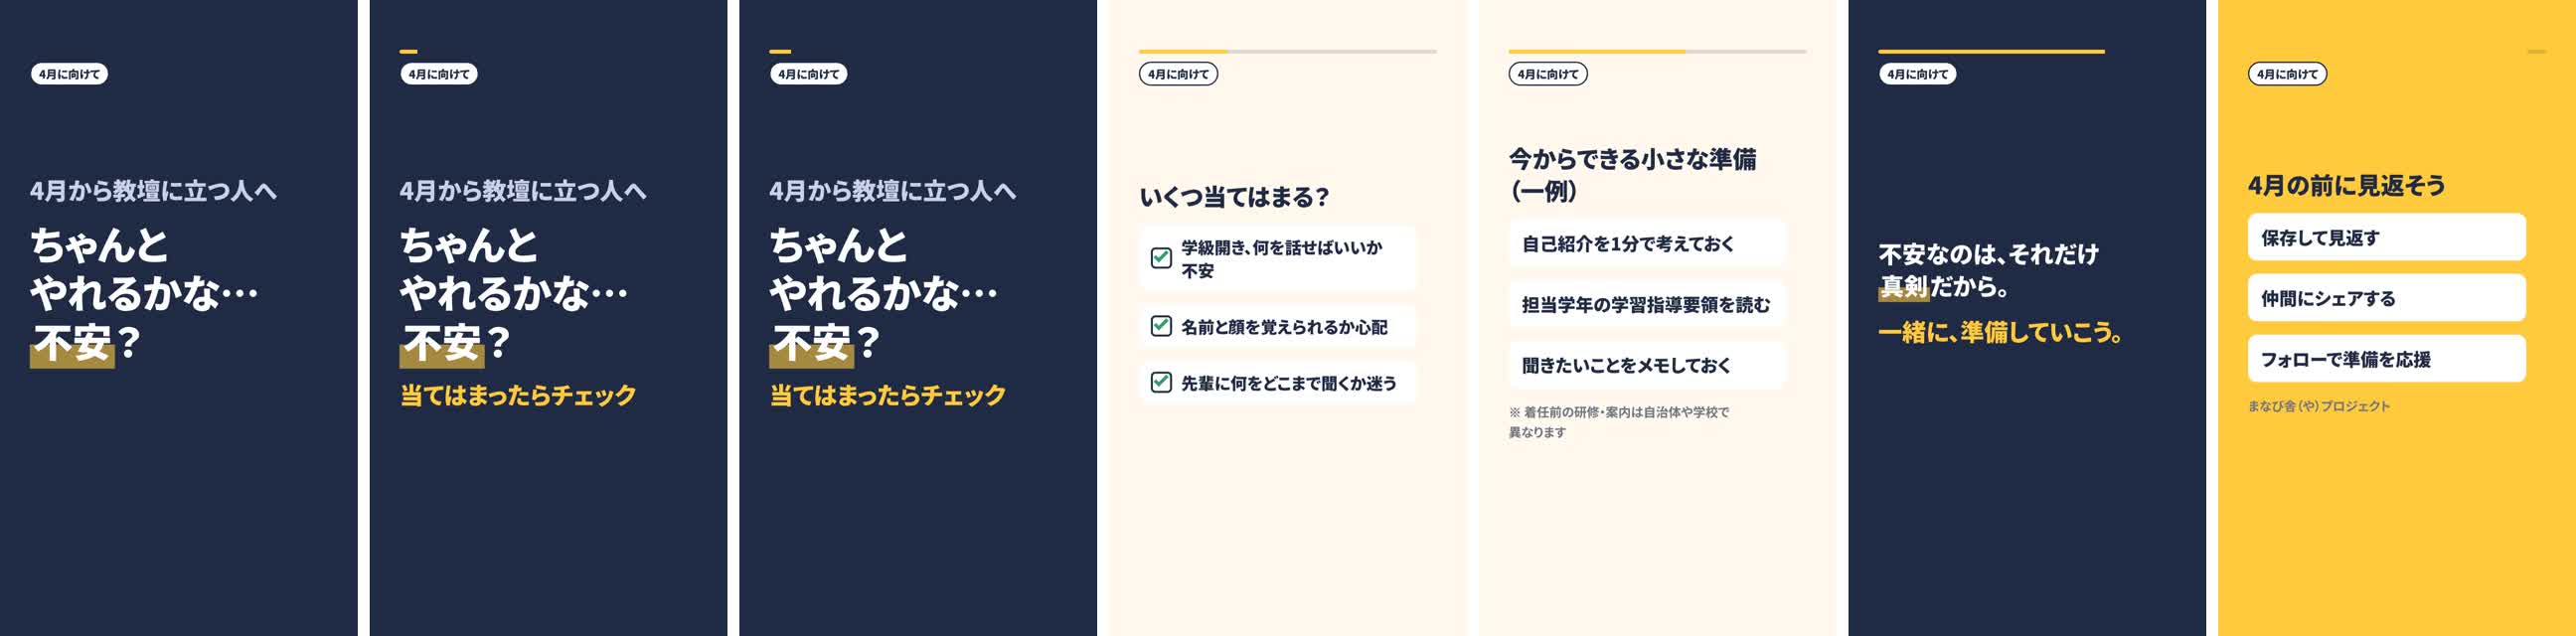 4月に向けて
4月から教壇に立つ人へ
ちゃんと
やれるかな…
不安？
4月に向けて
4月から教壇に立つ人へ
ちゃんと
やれるかな…
不安？
当てはまったらチェック
4月に向けて
4月から教壇に立つ人へ
ちゃんと
やれるかな…
不安？
当てはまったらチェック
4月に向けて
いくつ当てはまる？
学級開き、何を話せばいいか
不安
名前と顔を覚えられるか心配
先輩に何をどこまで聞くか迷う
4月に向けて
今からできる小さな準備
（一例）
自己紹介を1分で考えておく
担当学年の学習指導要領を読む
聞きたいことをメモしておく
※ 着任前の研修・案内は自治体や学校で
異なります
4月に向けて
不安なのは、それだけ
真剣だから。
一緒に、準備していこう。
4月に向けて
4月の前に見返そう
保存して見返す
仲間にシェアする
フォローで準備を応援
まなび舎（や）プロジェクト